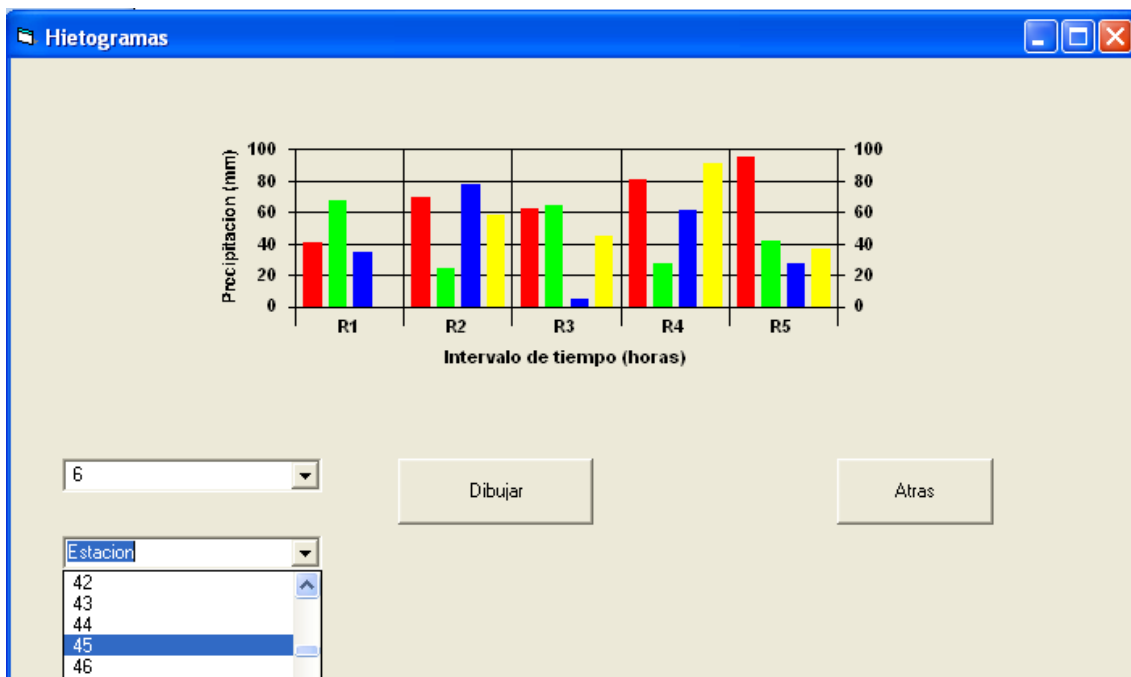 Hietogramas
Precipitacion (mm)
100 100
80 80
60 60
40 40
20 20
0 0
R1 R2 R3 R4 R5
Intervalo de tiempo (horas)
6
Dibujar
Atras
Estacion
42
43
44
45
46